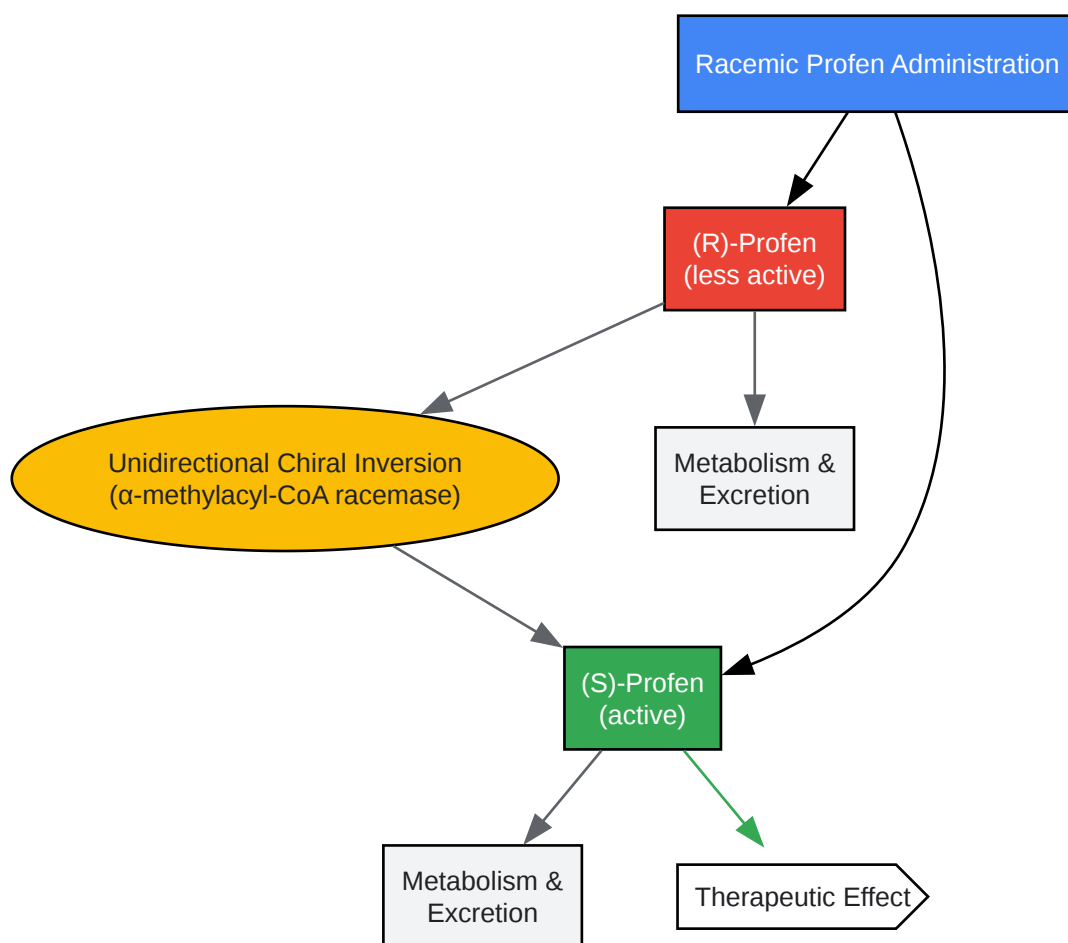 Racemic Profen Administration
(R)-Profen
(less active)
Unidirectional Chiral Inversion
(α-methylacyl-CoA racemase)
Metabolism &
Excretion
(S)-Profen
(active)
Metabolism &
Excretion
Therapeutic Effect